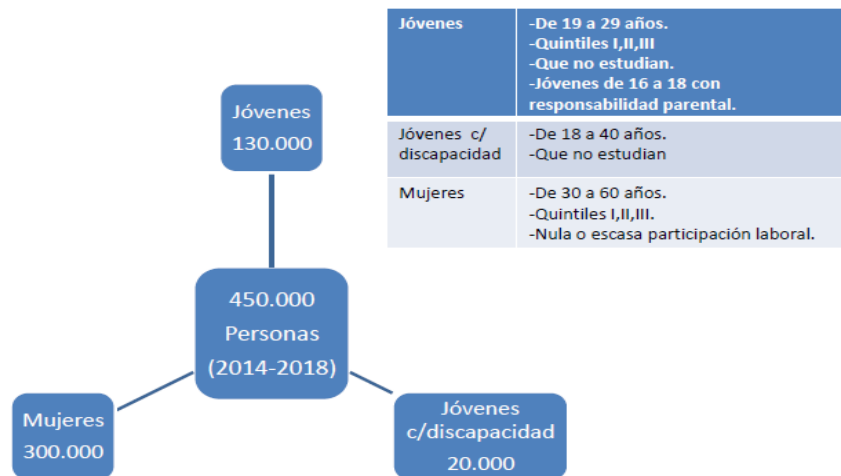 Jóvenes
130.000
450.000
Personas
(2014-2018)
Mujeres
300.000
Jóvenes
c/discapacidad
20.000
Jóvenes
-De 19 a 29 años.
-Quintiles I,II,III
-Que no estudian.
-Jóvenes de 16 a 18 con
responsabilidad parental.
Jóvenes c/
discapacidad
-De 18 a 40 años.
-Que no estudian
Mujeres
-De 30 a 60 años.
-Quintiles I,II,III.
-Nula o escasa participación laboral.